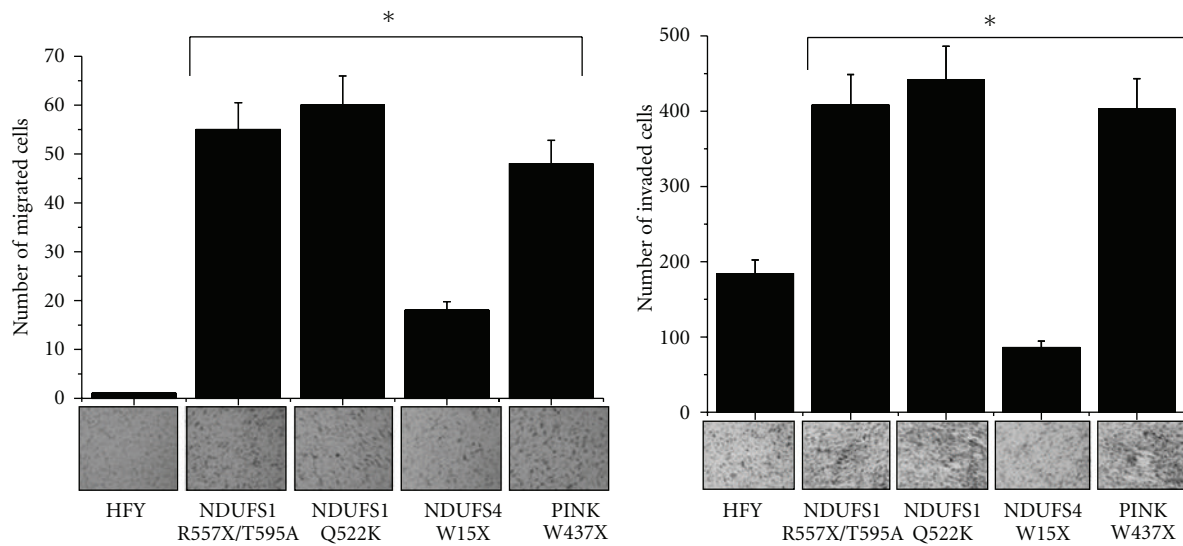 *
70
60
50
40
30
20
10
0
Number of migrated cells
HFY
NDUFS1
R557X/T595A
NDUFS1
Q522K
NDUFS4
W15X
PINK
W437X
*
500
400
300
200
100
0
Number of invaded cells
HFY
NDUFS1
R557X/T595A
NDUFS1
Q522K
NDUFS4
W15X
PINK
W437X